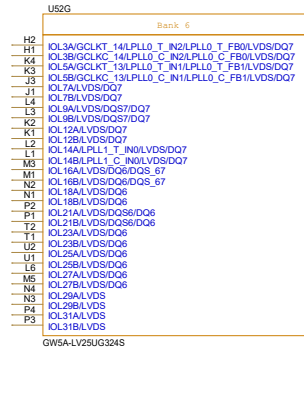 U52G
Bank 6
H2 IOL3A/GCLKT_14/LPLL0_T_IN2/LPLL0_T_FB0/LVDS/DQ7
H1 IOL3B/GCLKC_14/LPLL0_C_IN2/LPLL0_C_FB0/LVDS/DQ7
K4 IOL5A/GCLKT_13/LPLL0_T_IN1/LPLL0_T_FB1/LVDS/DQ7
K3 IOL5B/GCLKC_13/LPLL0_C_IN1/LPLL0_C_FB1/LVDS/DQ7
J3 IOL7A/LVDS/DQ7
J1 IOL7B/LVDS/DQ7
L4 IOL9A/LVDS/DQS7/DQ7
L3 IOL9B/LVDS/DQS7/DQ7
K2 IOL12A/LVDS/DQ7
K1 IOL12B/LVDS/DQ7
L2 IOL14A/LPLL1_T_IN0/LVDS/DQ7
L1 IOL14B/LPLL1_C_IN0/LVDS/DQ7
M3 IOL16A/LVDS/DQ6/DQS_67
M1 IOL16B/LVDS/DQ6/DQS_67
N2 IOL18A/LVDS/DQ6
N1 IOL18B/LVDS/DQ6
P2 IOL21A/LVDS/DQS6/DQ6
P1 IOL21B/LVDS/DQS6/DQ6
T2 IOL23A/LVDS/DQ6
T1 IOL23B/LVDS/DQ6
U2 IOL25A/LVDS/DQ6
U1 IOL25B/LVDS/DQ6
L6 IOL27A/LVDS/DQ6
M5 IOL27B/LVDS/DQ6
N4 IOL29A/LVDS
N3 IOL29B/LVDS
P4 IOL31A/LVDS
P3 IOL31B/LVDS
GW5A-LV25UG324S